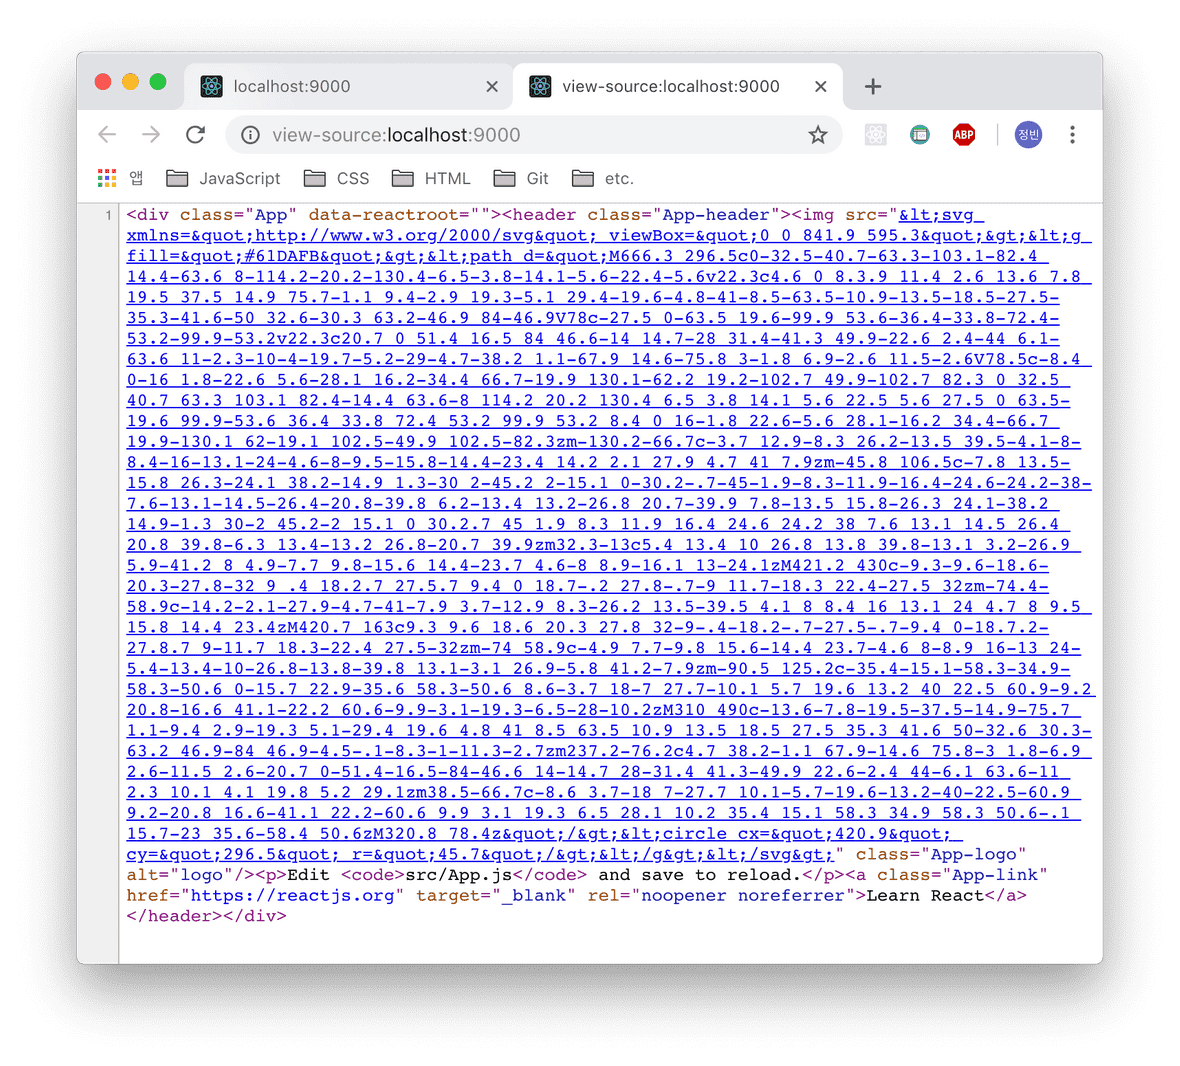 localhost:9000
view-source:localhost:9000
view-source:localhost:9000
ABP
정빈
앱
JavaScript
CSS
HTML
Git
etc.
1
<div class="App" data-reactroot=""><header class="App-header"><img src="&lt;svg
xmlns=&quot;http://www.w3.org/2000/svg&quot; viewBox=&quot;0 0 841.9 595.3&quot;&gt;&lt;g
fill=&quot;#61DAFB&quot;&gt;&lt;path d=&quot;M666.3 296.5c0-32.5-40.7-63.3-103.1-82.4
14.4-63.6 8-114.2-20.2-130.4-6.5-3.8-14.1-5.6-22.4-5.6v22.3c4.6 0 8.3.9 11.4 2.6 13.6 7.8
19.5 37.5 14.9 75.7-1.1 9.4-2.9 19.3-5.1 29.4-19.6-4.8-41-8.5-63.5-10.9-13.5-18.5-27.5-
35.3-41.6-50 32.6-30.3 63.2-46.9 84-46.9V78c-27.5 0-63.5 19.6-99.9 53.6-36.4-33.8-72.4-
53.2-99.9-53.2v22.3c20.7 0 51.4 16.5 84 46.6-14 14.7-28 31.4-41.3 49.9-22.6 2.4-44 6.1-
63.6 11-2.3-10-4-19.7-5.2-29-4.7-38.2 1.1-67.9 14.6-75.8 3-1.8 6.9-2.6 11.5-2.6V78.5c-8.4
0-16 1.8-22.6 5.6-28.1 16.2-34.4 66.7-19.9 130.1-62.2 19.2-102.7 49.9-102.7 82.3 0 32.5
40.7 63.3 103.1 82.4-14.4 63.6-8 114.2 20.2 130.4 6.5 3.8 14.1 5.6 22.5 5.6 27.5 0 63.5-
19.6 99.9-53.6 36.4 33.8 72.4 53.2 99.9 53.2 8.4 0 16-1.8 22.6-5.6 28.1-16.2 34.4-66.7
19.9-130.1 62-19.1 102.5-49.9 102.5-82.3zm-130.2-66.7c-3.7 12.9-8.3 26.2-13.5 39.5-4.1-8-
8.4-16-13.1-24-4.6-8-9.5-15.8-14.4-23.4 14.2 2.1 27.9 4.7 41 7.9zm-45.8 106.5c-7.8 13.5-
15.8 26.3-24.1 38.2-14.9 1.3-30 2-45.2 2-15.1 0-30.2-.7-45-1.9-8.3-11.9-16.4-24.6-24.2-38-
7.6-13.1-14.5-26.4-20.8-39.8 6.2-13.4 13.2-26.8 20.7-39.9 7.8-13.5 15.8-26.3 24.1-38.2
14.9-1.3 30-2 45.2-2 15.1 0 30.2.7 45 1.9 8.3 11.9 16.4 24.6 24.2 38 7.6 13.1 14.5 26.4
20.8 39.8-6.3 13.4-13.2 26.8-20.7 39.9zm32.3-13c5.4 13.4 10 26.8 13.8 39.8-13.1 3.2-26.9
5.9-41.2 8 4.9-7.7 9.8-15.6 14.4-23.7 4.6-8 8.9-16.1 13-24.1zM421.2 430c-9.3-9.6-18.6-
20.3-27.8-32 9 .4 18.2.7 27.5.7 9.4 0 18.7-.2 27.8-.7-9 11.7-18.3 22.4-27.5 32zm-74.4-
58.9c-14.2-2.1-27.9-4.7-41-7.9 3.7-12.9 8.3-26.2 13.5-39.5 4.1 8 8.4 16 13.1 24 4.7 8 9.5
15.8 14.4 23.4zM420.7 163c9.3 9.6 18.6 20.3 27.8 32-9-.4-18.2-.7-27.5-.7-9.4 0-18.7.2-
27.8.7 9-11.7 18.3-22.4 27.5-32zm-74 58.9c-4.9 7.7-9.8 15.6-14.4 23.7-4.6 8-8.9 16-13 24-
5.4-13.4-10-26.8-13.8-39.8 13.1-3.1 26.9-5.8 41.2-7.9zm-90.5 125.2c-35.4-15.1-58.3-34.9-
58.3-50.6 0-15.7 22.9-35.6 58.3-50.6 8.6-3.7 18-7 27.7-10.1 5.7 19.6 13.2 40 22.5 60.9-9.2
20.8-16.6 41.1-22.2 60.6-9.9-3.1-19.3-6.5-28-10.2zM310 490c-13.6-7.8-19.5-37.5-14.9-75.7
1.1-9.4 2.9-19.3 5.1-29.4 19.6 4.8 41 8.5 63.5 10.9 13.5 18.5 27.5 35.3 41.6 50-32.6 30.3-
63.2 46.9-84 46.9-4.5-.1-8.3-1-11.3-2.7zm237.2-76.2c4.7 38.2-1.1 67.9-14.6 75.8-3 1.8-6.9
2.6-11.5 2.6-20.7 0-51.4-16.5-84-46.6 14-14.7 28-31.4 41.3-49.9 22.6-2.4 44-6.1 63.6-11
2.3 10.1 4.1 19.8 5.2 29.1zm38.5-66.7c-8.6 3.7-18 7-27.7 10.1-5.7-19.6-13.2-40-22.5-60.9
9.2-20.8 16.6-41.1 22.2-60.6 9.9 3.1 19.3 6.5 28.1 10.2 35.4 15.1 58.3 34.9 58.3 50.6-.1
15.7-23 35.6-58.4 50.6zM320.8 78.4z&quot;/&gt;&lt;circle cx=&quot;420.9&quot;
cy=&quot;296.5&quot; r=&quot;45.7&quot;/&gt;&lt;/g&gt;&lt;/svg&gt;" class="App-logo"
alt="logo"/><p>Edit <code>src/App.js</code> and save to reload.</p><a class="App-link"
href="https://reactjs.org" target="_blank" rel="noopener noreferrer">Learn React</a>
</header></div>